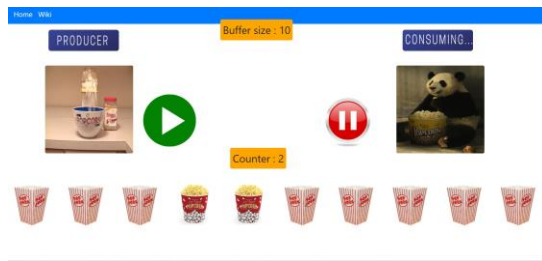 Home Wiki
Buffer size : 10
PRODUCER
CONSUMING...
Counter : 2